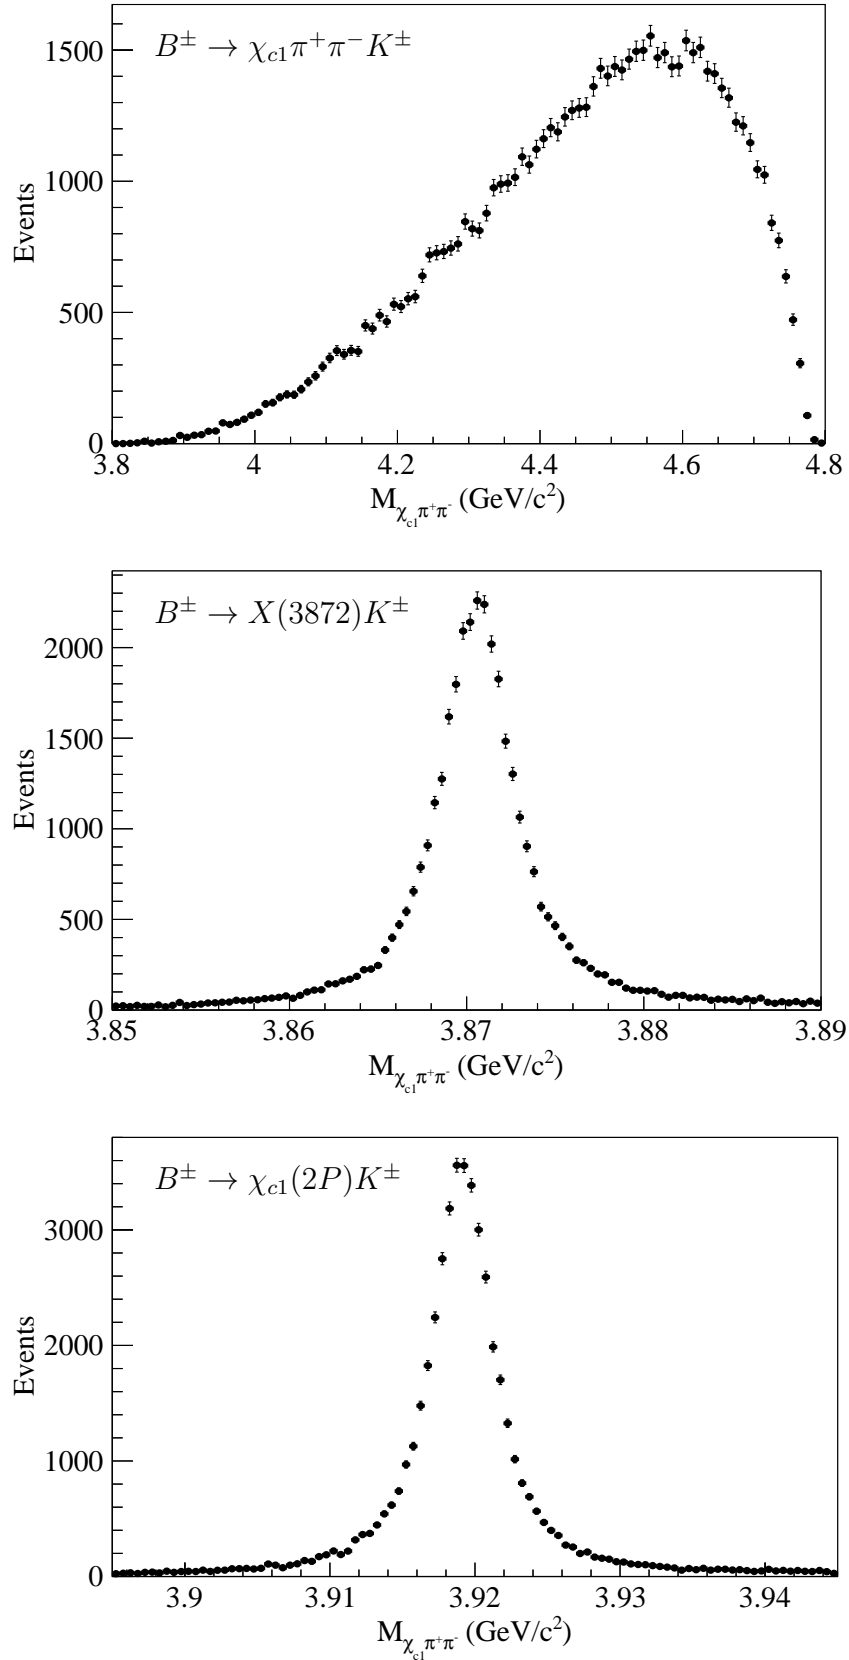 B± → χc1π+π−K±
1500
1000
500
0
Events
3.8 4 4.2 4.4 4.6 4.8
Mχc1π+π- (GeV/c2)
B± → X(3872)K±
2000
1500
1000
500
0
Events
3.85 3.86 3.87 3.88 3.89
Mχc1π+π- (GeV/c2)
B± → χc1(2P)K±
3000
2000
1000
0
Events
3.9 3.91 3.92 3.93 3.94
Mχc1π+π- (GeV/c2)